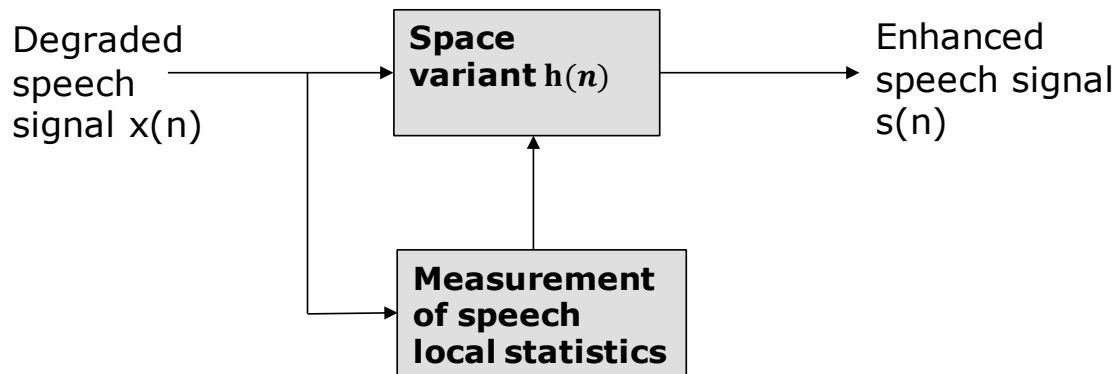 Degraded
speech
signal x(n)
Space
variant h(n)
Enhanced
speech signal
s(n)
Measurement
of speech
local statistics